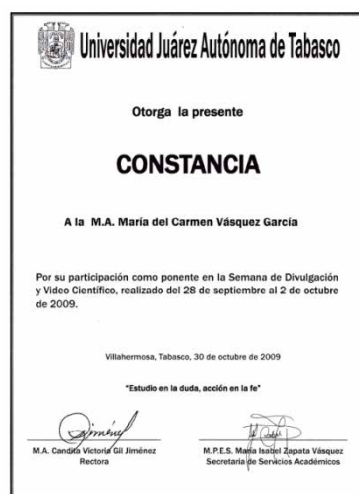 Universidad Juárez Autónoma de Tabasco
Otorga la presente
CONSTANCIA
A la M.A. María del Carmen Vásquez García
Por su participación como ponente en la Semana de Divulgación
y Video Científico, realizado del 28 de septiembre al 2 de octubre
de 2009.
Villahermosa, Tabasco, 30 de octubre de 2009
"Estudio en la duda, acción en la fe"
M.A. Candita Victoria Gil Jiménez
Rectora
M.P.E.S. María Isabel Zapata Vásquez
Secretaria de Servicios Académicos